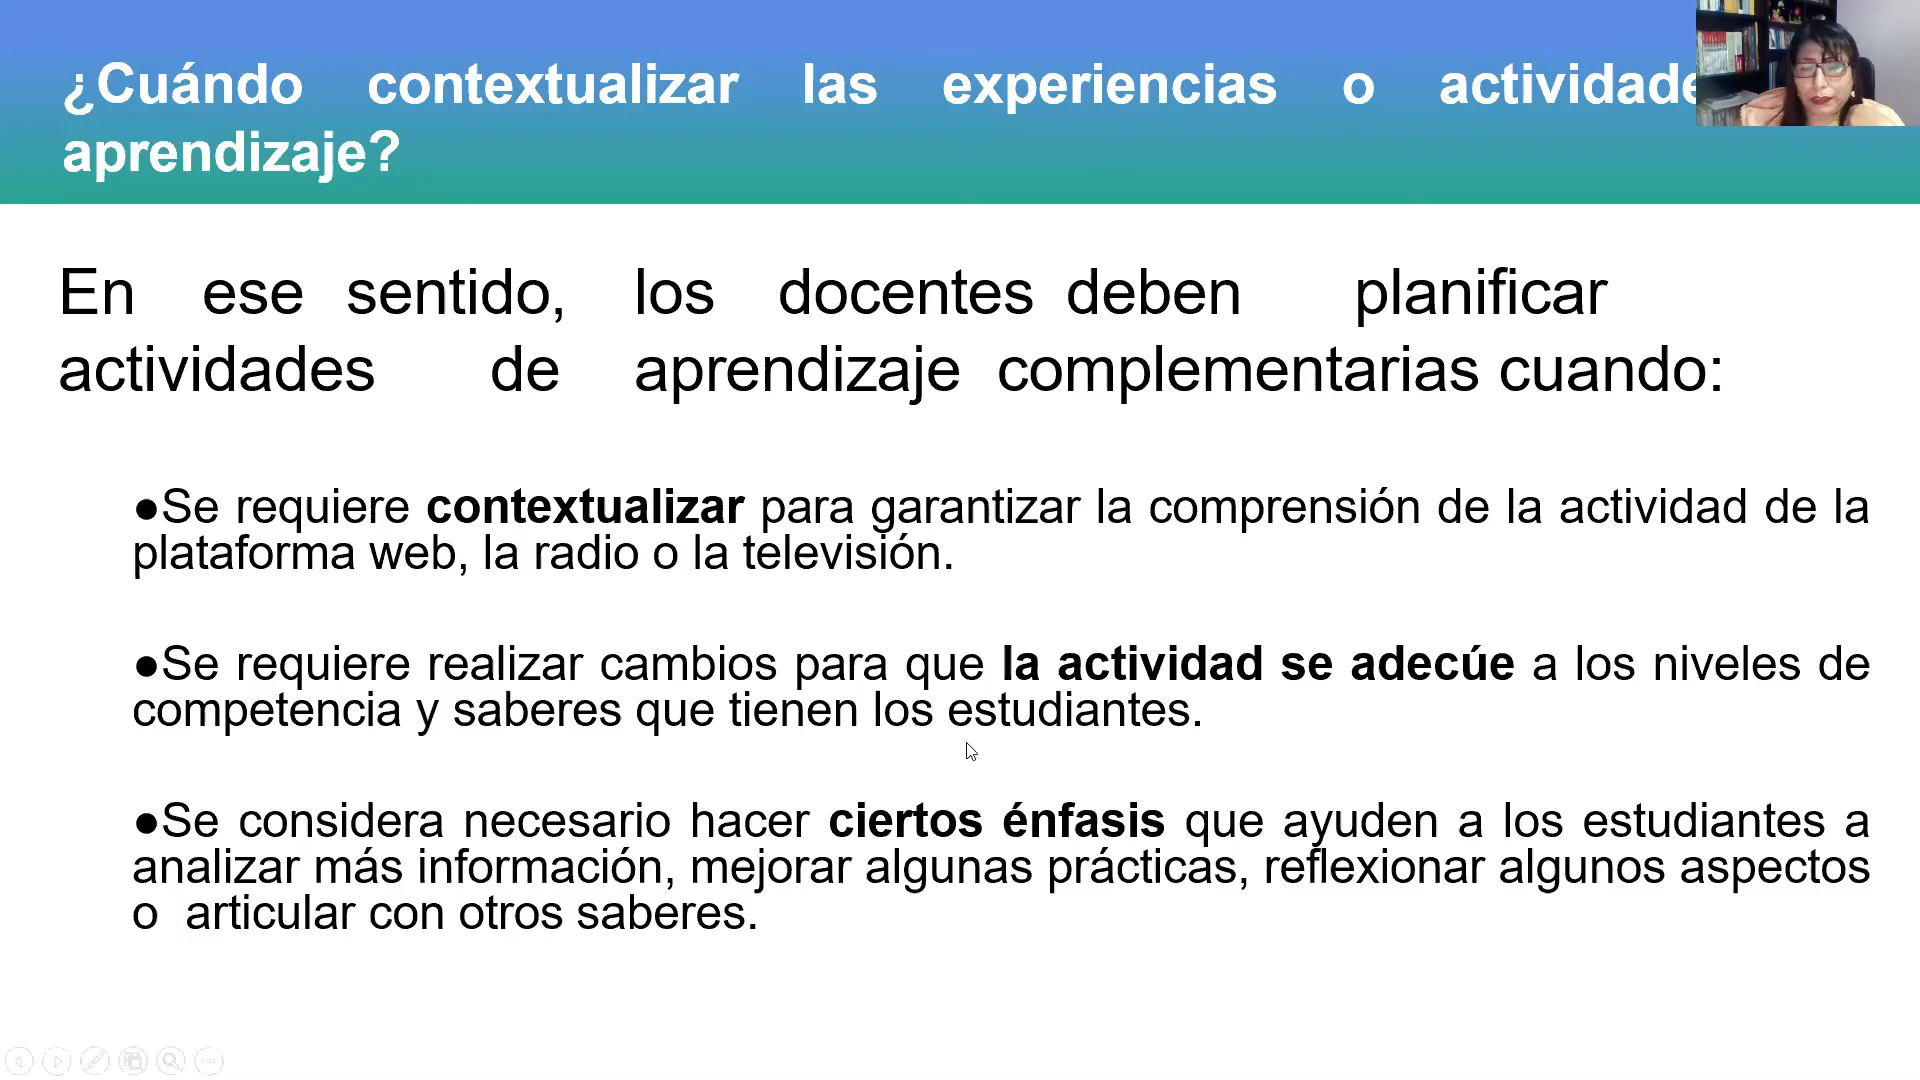 ¿Cuándo contextualizar las experiencias o actividade
aprendizaje?
En ese sentido, los docentes deben planificar
actividades de aprendizaje complementarias cuando:
●Se requiere contextualizar para garantizar la comprensión de la actividad de la
plataforma web, la radio o la televisión.
●Se requiere realizar cambios para que la actividad se adecúe a los niveles de
competencia y saberes que tienen los estudiantes.
●Se considera necesario hacer ciertos énfasis que ayuden a los estudiantes a
analizar más información, mejorar algunas prácticas, reflexionar algunos aspectos
o articular con otros saberes.